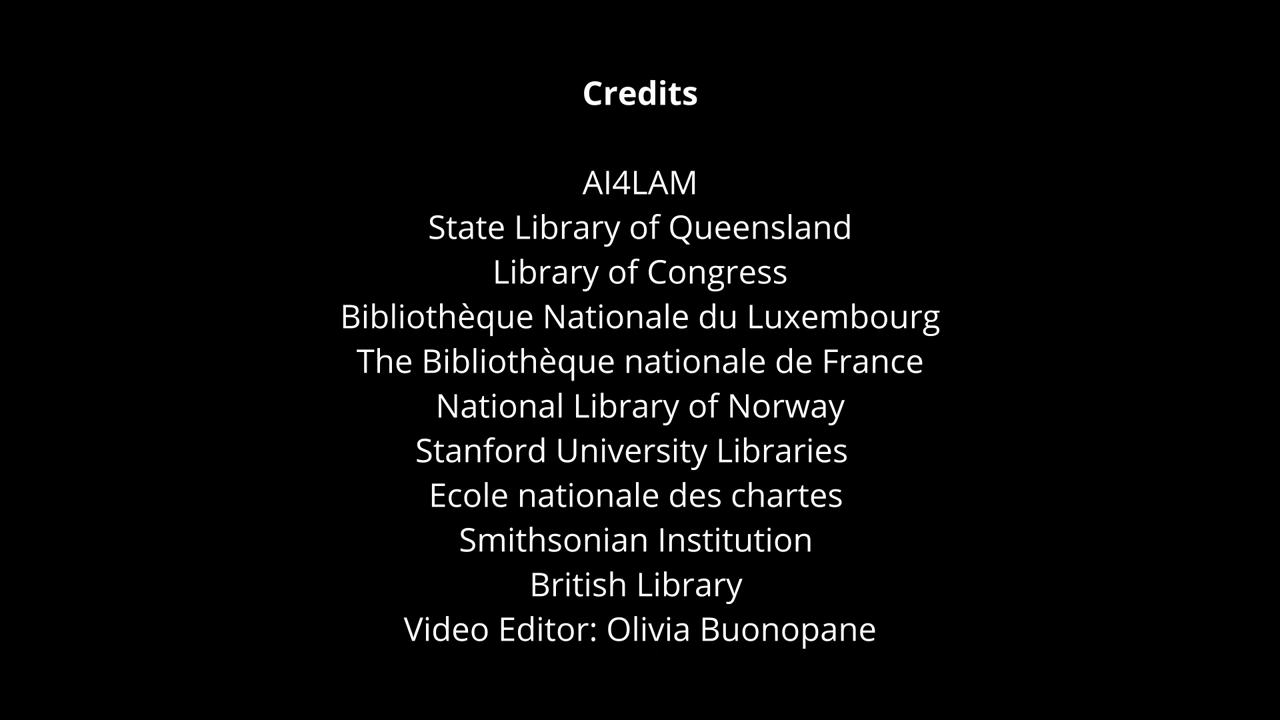 Credits
AI4LAM
State Library of Queensland
Library of Congress
Bibliothèque Nationale du Luxembourg
The Bibliothèque nationale de France
National Library of Norway
Stanford University Libraries
Ecole nationale des chartes
Smithsonian Institution
British Library
Video Editor: Olivia Buonopane